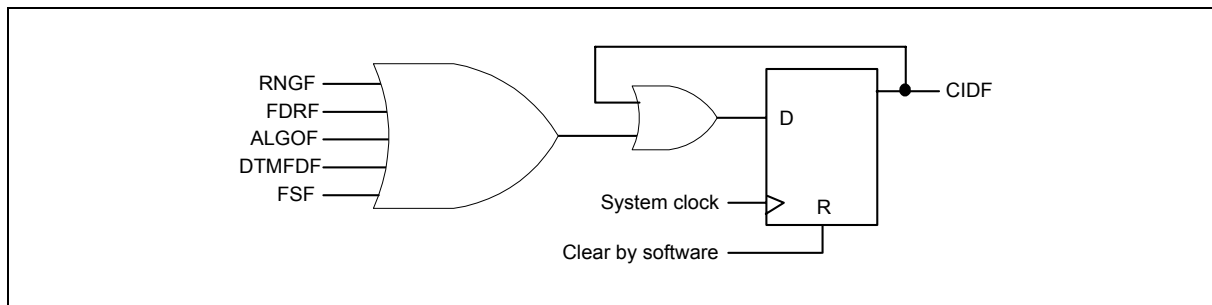 RNGF
FDRF
ALGOF
DTMFDF
FSF
D
CIDF
System clock
R
Clear by software